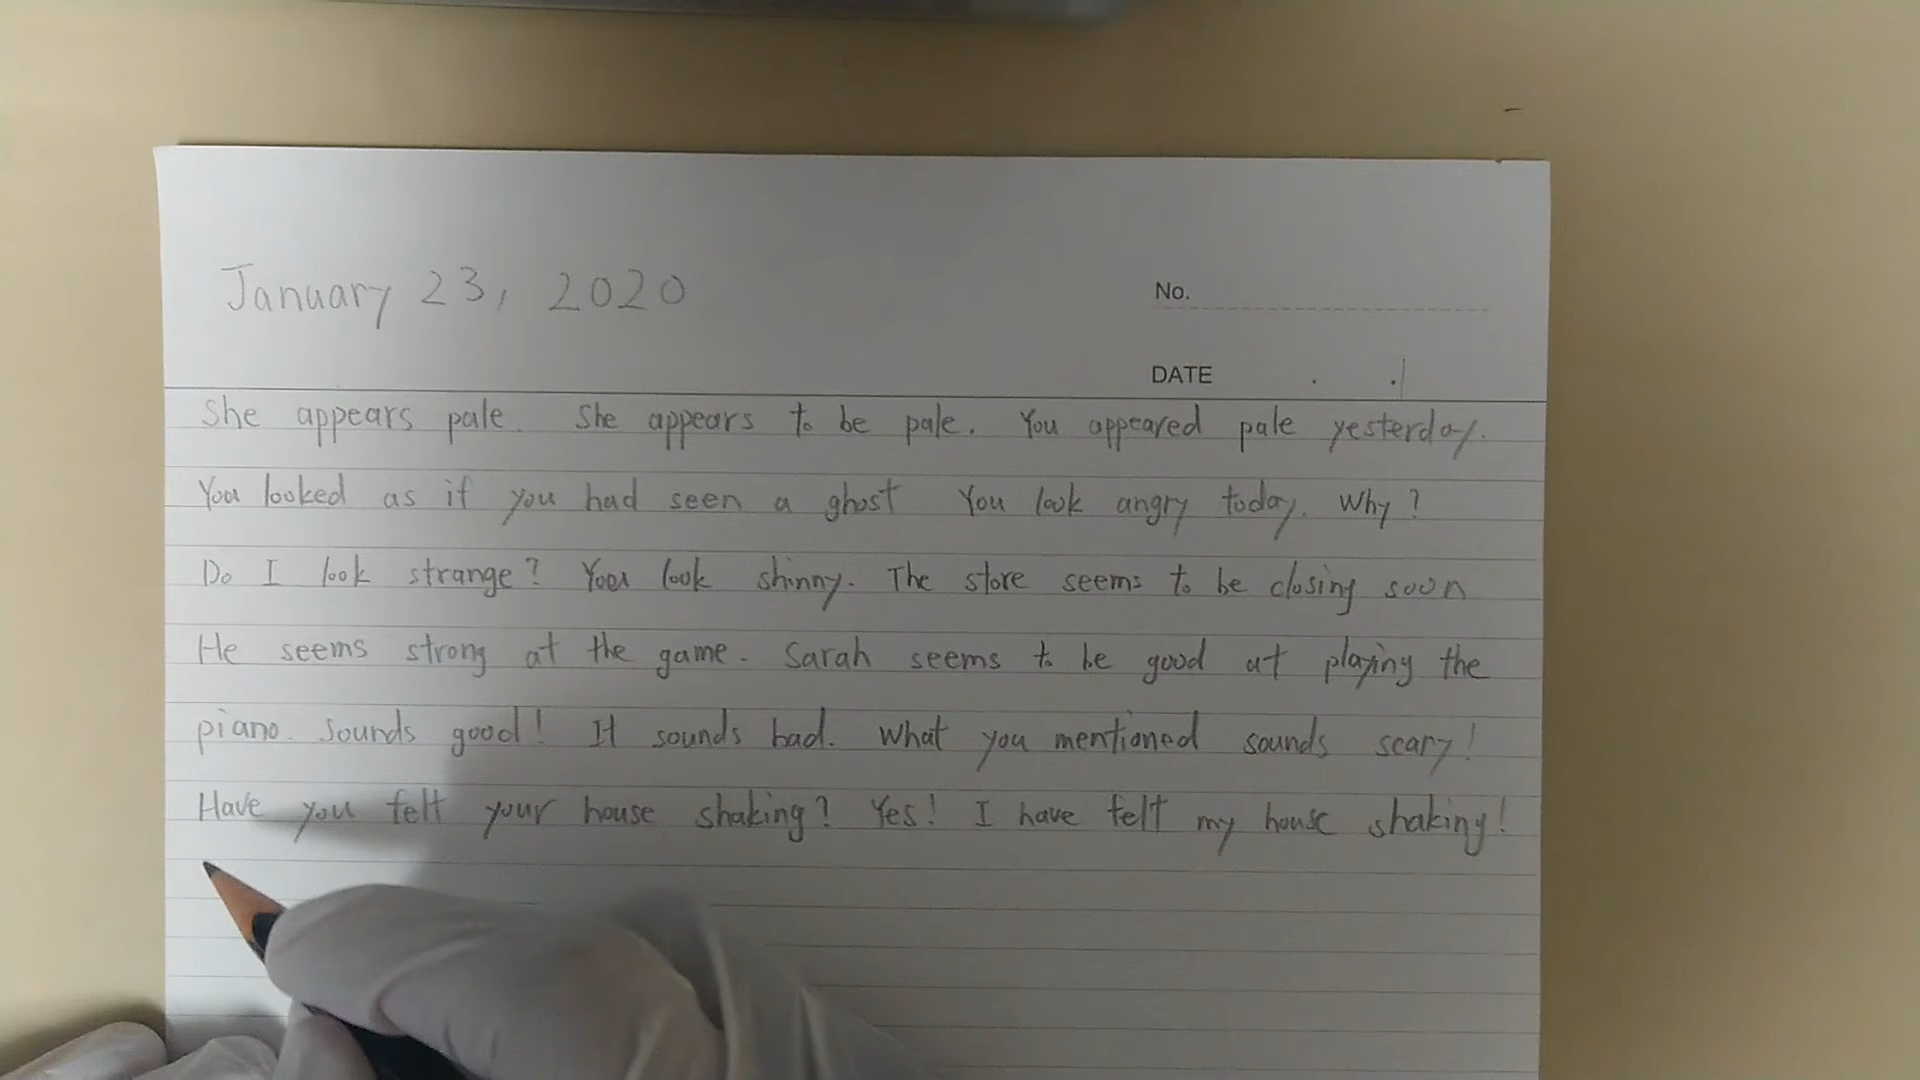 January 23, 2020
No.
DATE . .
She appears pale. She appears to be pale. You appeared pale yesterday.
You looked as if you had seen a ghost You look angry today. Why?
Do I look strange? You look shinny. The store seems to be closing soon
He seems strong at the game. Sarah seems to be good at playing the
piano. Sounds good! It sounds bad. What you mentioned sounds scary!
Have you felt your house shaking? Yes! I have felt my house shaking!